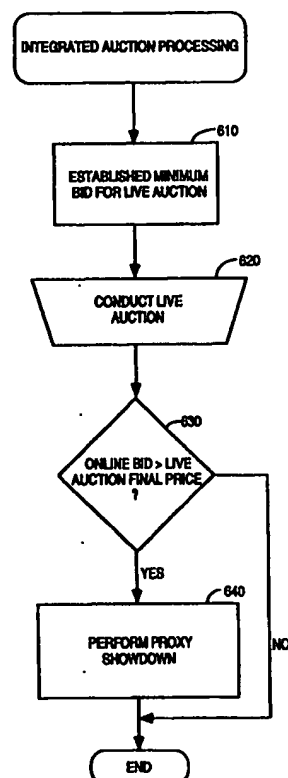 INTEGRATED AUCTION PROCESSING
610
ESTABLISHED MINIMUM
BID FOR LIVE AUCTION
620
CONDUCT LIVE
AUCTION
630
ONLINE BID > LIVE
AUCTION FINAL PRICE
?
YES
640
NO
PERFORM PROXY
SHOWDOWN
END